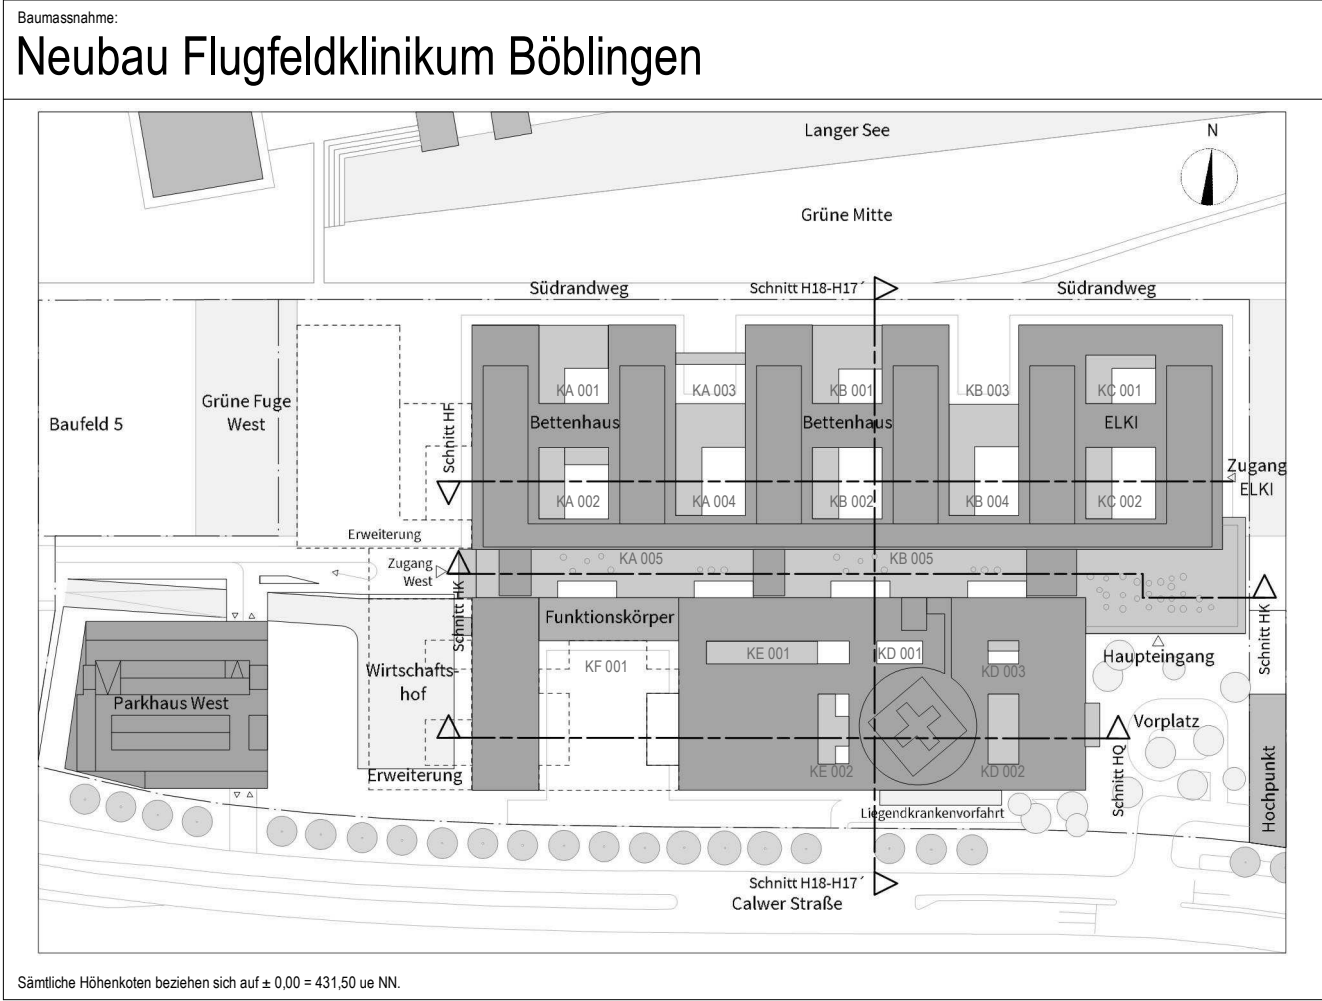 Baumassnahme:
Neubau Flugfeldklinikum Böblingen
Langer See
N
Grüne Mitte
Südrandweg
Schnitt H18-H17´
Südrandweg
Baufeld 5
Grüne Fuge
West
Schnitt HF
KA 001
KA 003
KB 001
KB 003
KC 001
Bettenhaus
Bettenhaus
ELKI
Zugang
ELKI
KA 002
KA 004
KB 002
KB 004
KC 002
Erweiterung
Zugang
West
KA 005
KB 005
Schnitt HK
Schnitt HK
Funktionskörper
Wirtschafts-
hof
KF 001
KE 001
KD 001
KD 003
Haupteingang
Parkhaus West
Vorplatz
Erweiterung
KE 002
KD 002
Schnitt HQ
Hochpunkt
Liegendkrankenvorfahrt
Schnitt H18-H17´
Calwer Straße
Sämtliche Höhenkoten beziehen sich auf ± 0,00 = 431,50 ue NN.